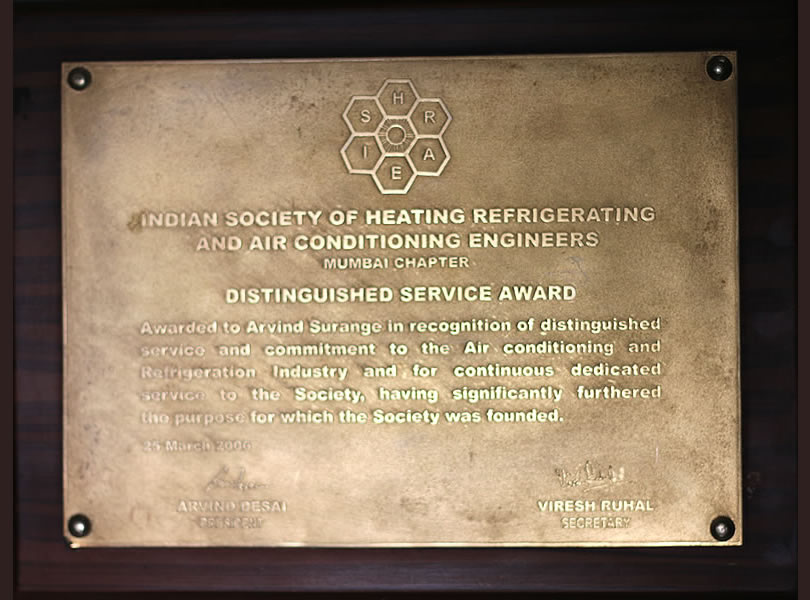 H
S R
I A
E
INDIAN SOCIETY OF HEATING REFRIGERATING
AND AIR CONDITIONING ENGINEERS
MUMBAI CHAPTER
DISTINGUISHED SERVICE AWARD
Awarded to Arvind Surange in recognition of distinguished
service and commitment to the Air conditioning and
Refrigeration Industry and for continuous dedicated
service to the Society, having significantly furthered
the purpose for which the Society was founded.
25 March 2006
ARVIND DESAI VIRESH RUHAL
PRESIDENT SECRETARY